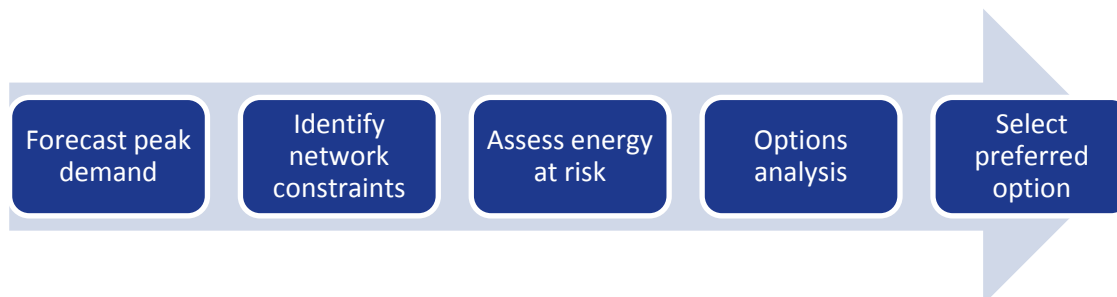 Forecast peak
demand
Identify
network
constraints
Assess energy
at risk
Options
analysis
Select
preferred
option